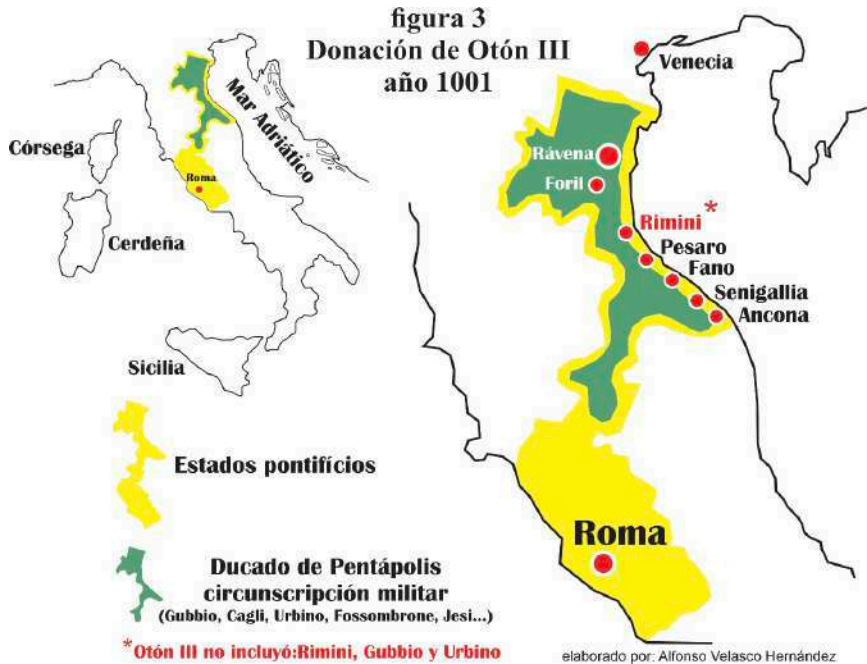 figura 3
Donación de Otón III
año 1001
Mar Adriático
Córsega
Roma
Cerdeña
Sicilia
Venecia
Rávena
Foril
Rimini*
Pesaro
Fano
Senigallia
Ancona
Roma
Estados pontifícios
Ducado de Pentápolis
circunscripción militar
(Gubbio, Cagli, Urbino, Fossombrone, Jesi...)
*Otón III no incluyó:Rimini, Gubbio y Urbino
elaborado por: Alfonso Velasco Hernández